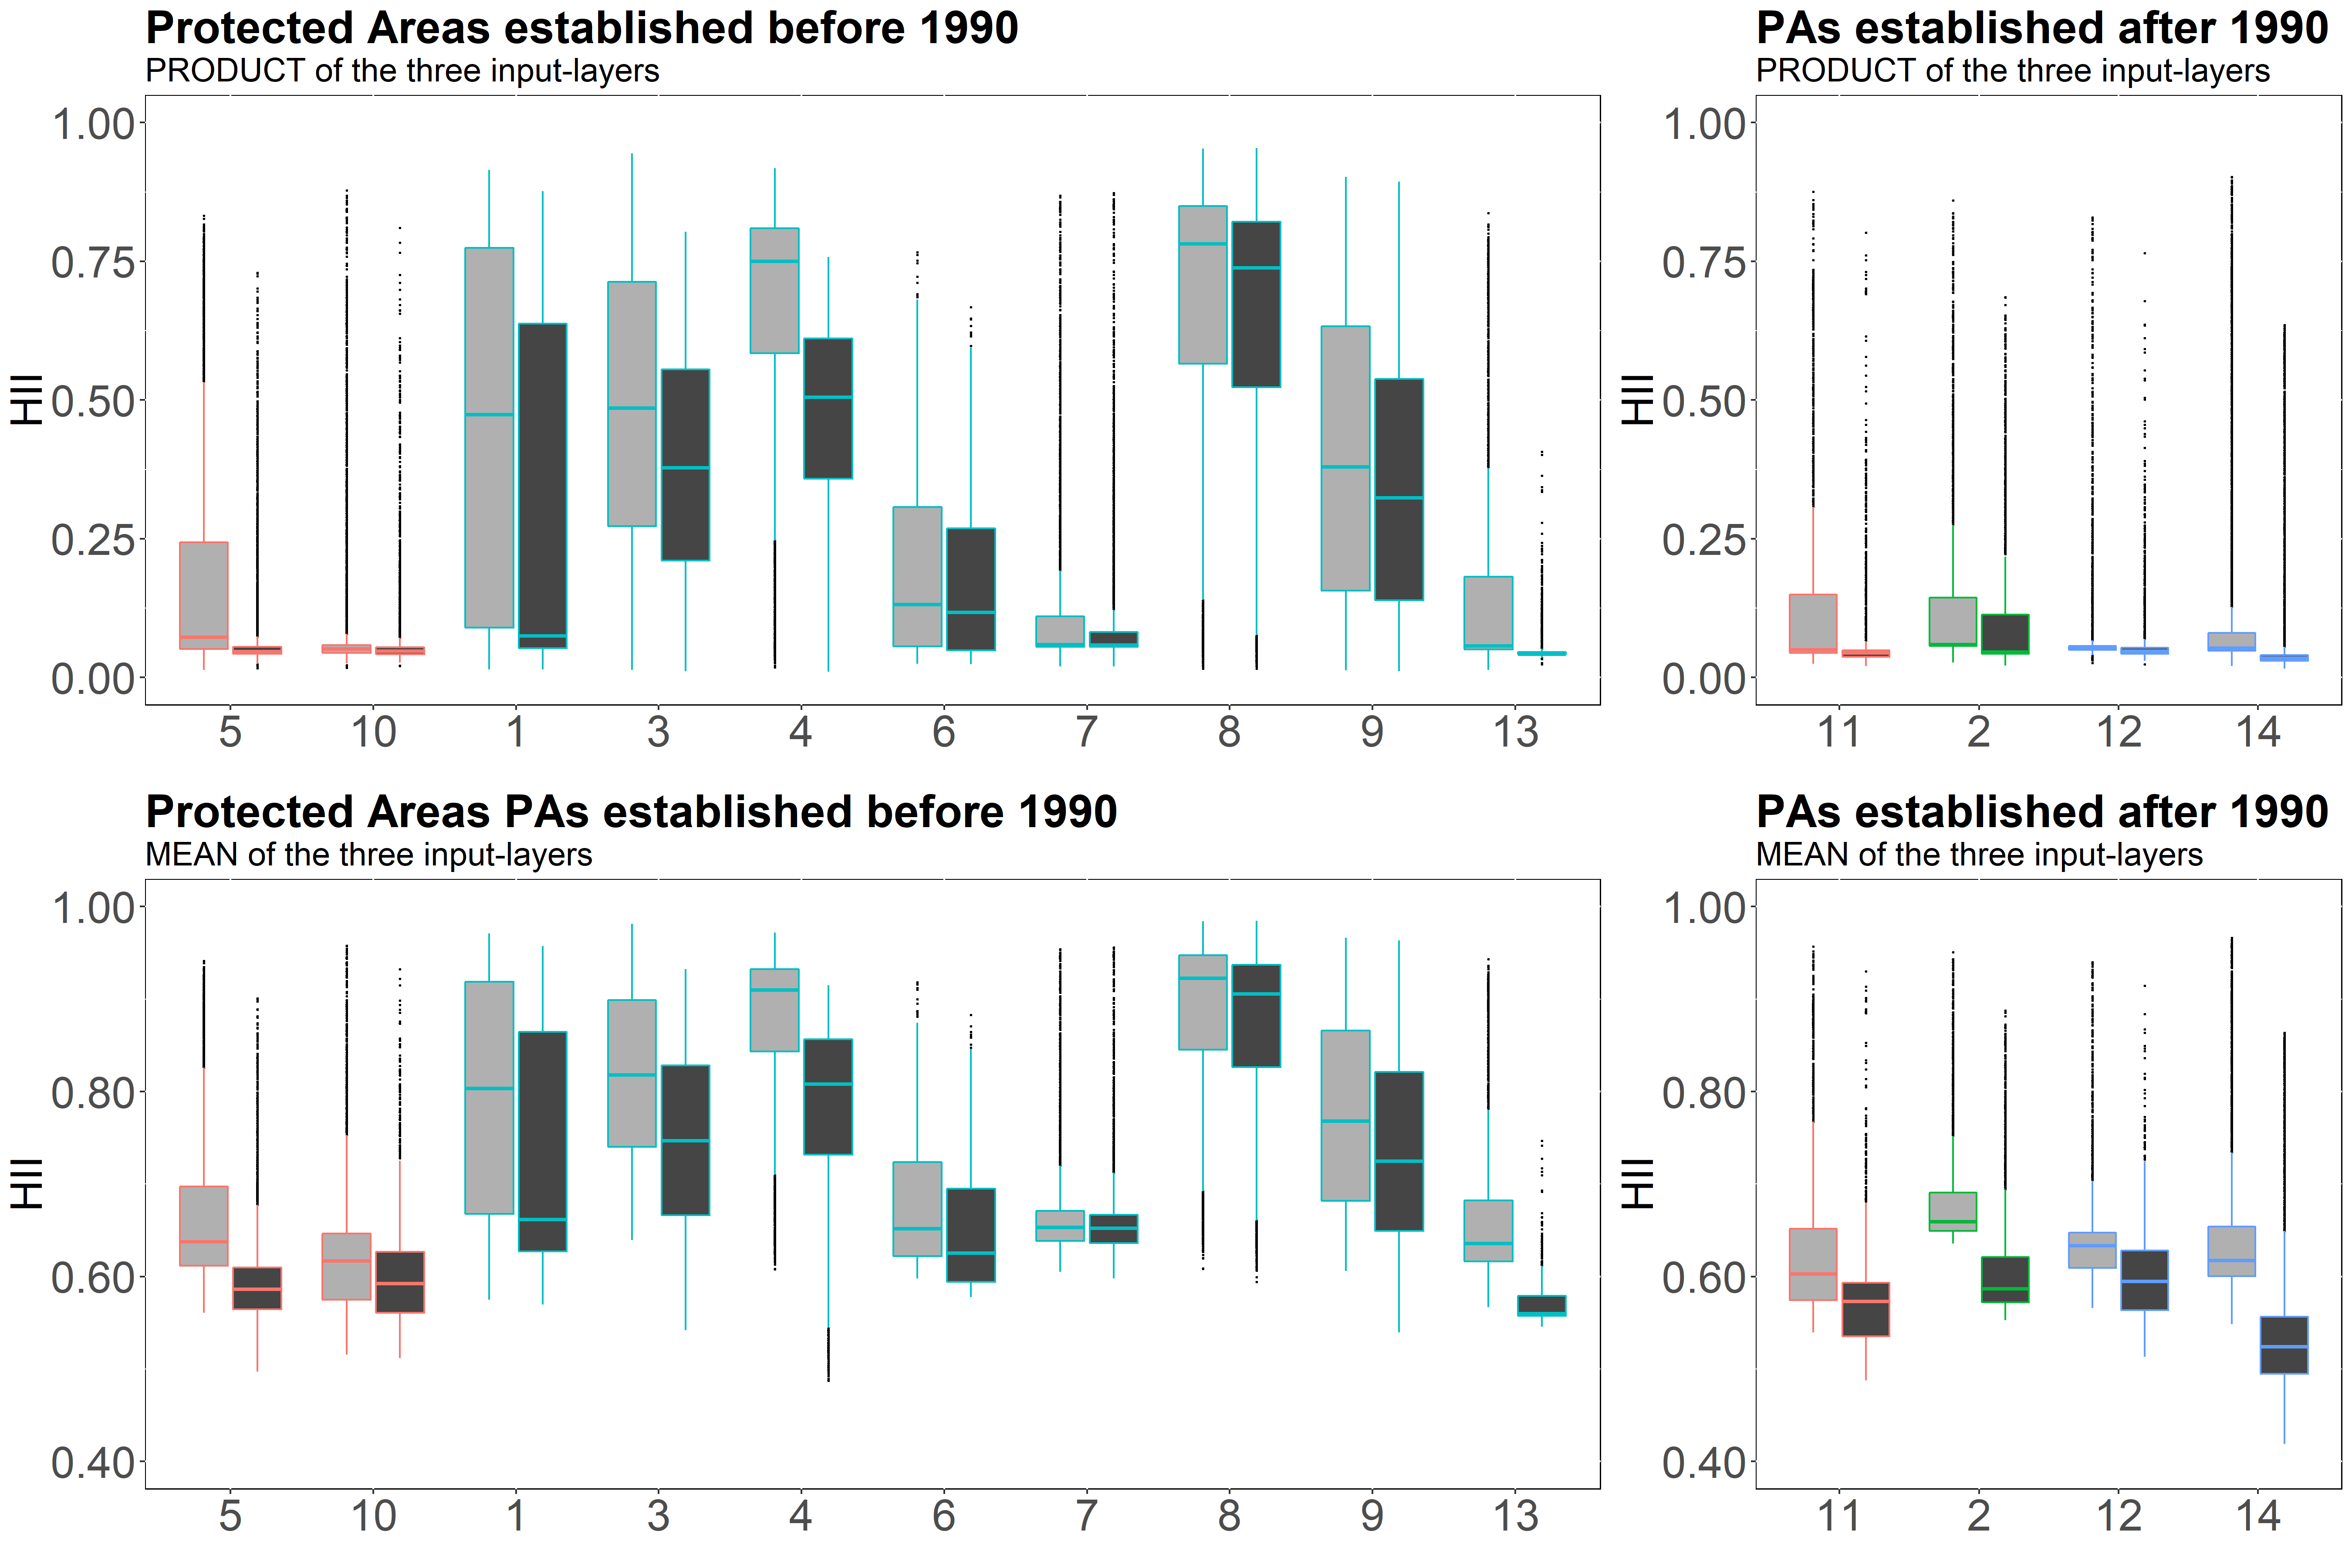 Protected Areas established before 1990
PRODUCT of the three input-layers
HII
1.00
0.75
0.50
0.25
0.00
5 10 1 3 4 6 7 8 9 13
PAs established after 1990
PRODUCT of the three input-layers
HII
1.00
0.75
0.50
0.25
0.00
11 2 12 14
Protected Areas PAs established before 1990
MEAN of the three input-layers
HII
1.00
0.80
0.60
0.40
5 10 1 3 4 6 7 8 9 13
PAs established after 1990
MEAN of the three input-layers
HII
1.00
0.80
0.60
0.40
11 2 12 14